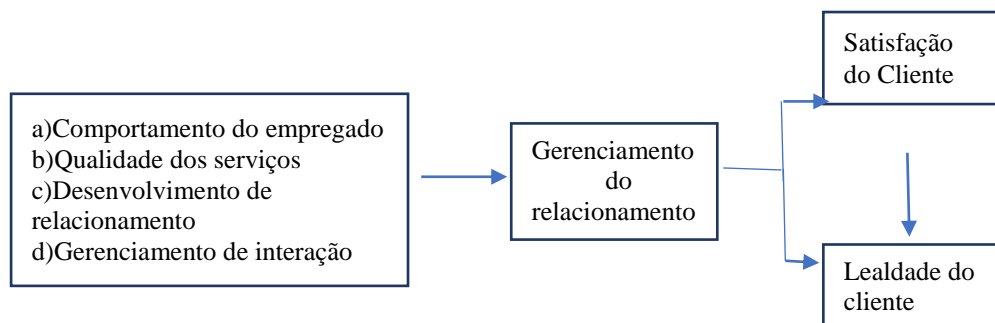 a)Comportamento do empregado
b)Qualidade dos serviços
c)Desenvolvimento de
relacionamento
d)Gerenciamento de interação
Gerenciamento
do
relacionamento
Satisfação
do Cliente
Lealdade do
cliente